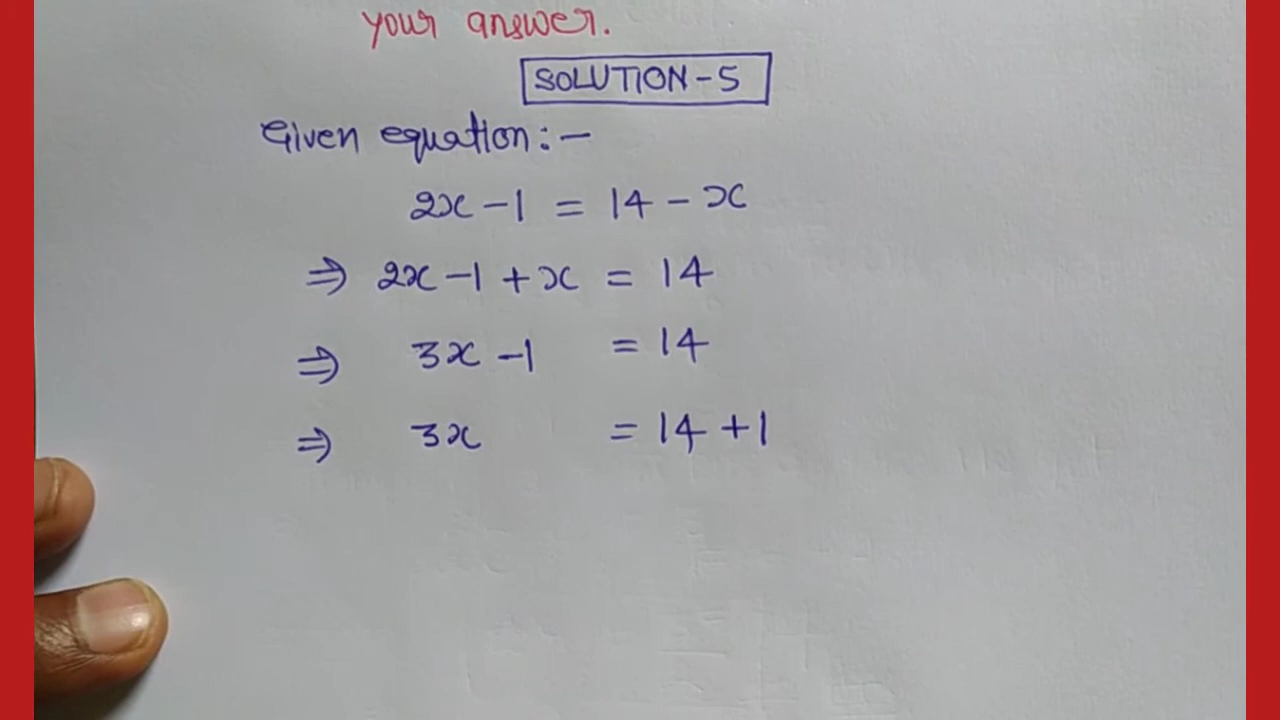 your answer.
SOLUTION-5
Given equation:-
2x - 1 = 14 - x
⇒ 2x - 1 + x = 14
⇒ 3x - 1 = 14
⇒ 3x = 14 + 1